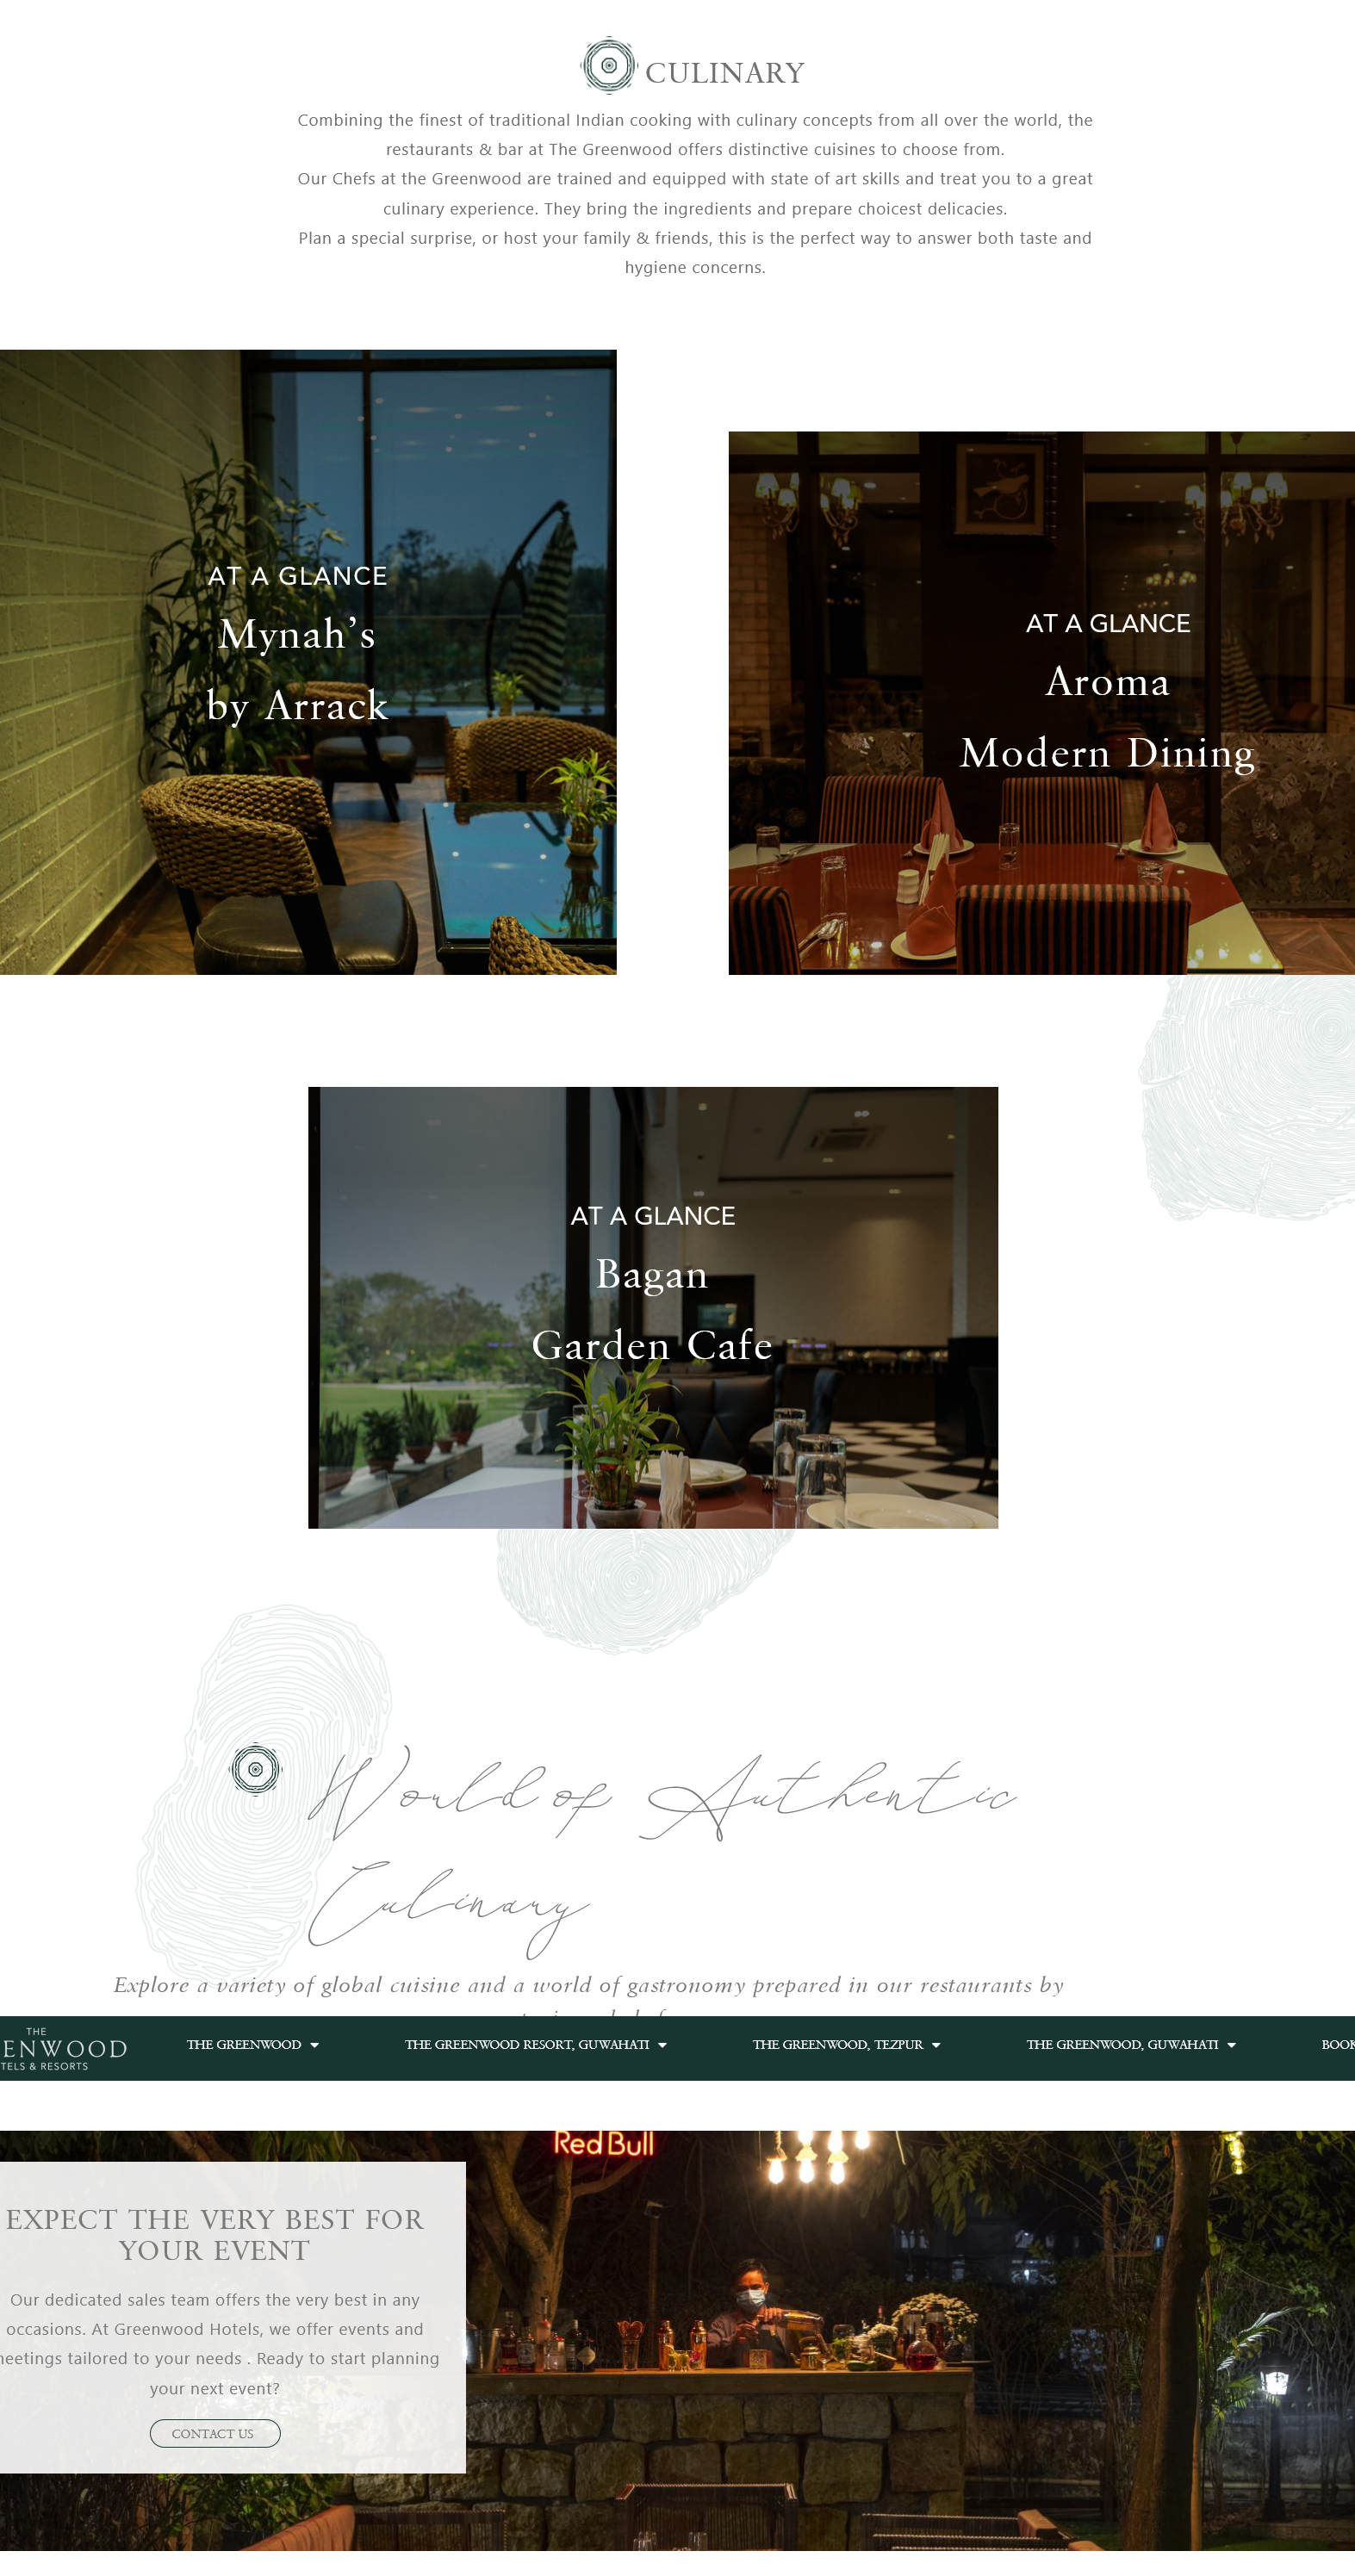 CULINARY
Combining the finest of traditional Indian cooking with culinary concepts from all over the world, the
restaurants & bar at The Greenwood offers distinctive cuisines to choose from.
Our Chefs at the Greenwood are trained and equipped with state of art skills and treat you to a great
culinary experience. They bring the ingredients and prepare choicest delicacies.
Plan a special surprise, or host your family & friends, this is the perfect way to answer both taste and
hygiene concerns.
AT A GLANCE
Mynah’s
by Arrack
AT A GLANCE
Aroma
Modern Dining
AT A GLANCE
Bagan
Garden Cafe
World of Authentic
Culinary
Explore a variety of global cuisine and a world of gastronomy prepared in our restaurants by
THE
ENWOOD
TELS & RESORTS
THE GREENWOOD
THE GREENWOOD RESORT, GUWAHATI
THE GREENWOOD, TEZPUR
THE GREENWOOD, GUWAHATI
BOOK
Red Bull
EXPECT THE VERY BEST FOR
YOUR EVENT
Our dedicated sales team offers the very best in any
occasions. At Greenwood Hotels, we offer events and
eetings tailored to your needs . Ready to start planning
your next event?
CONTACT US